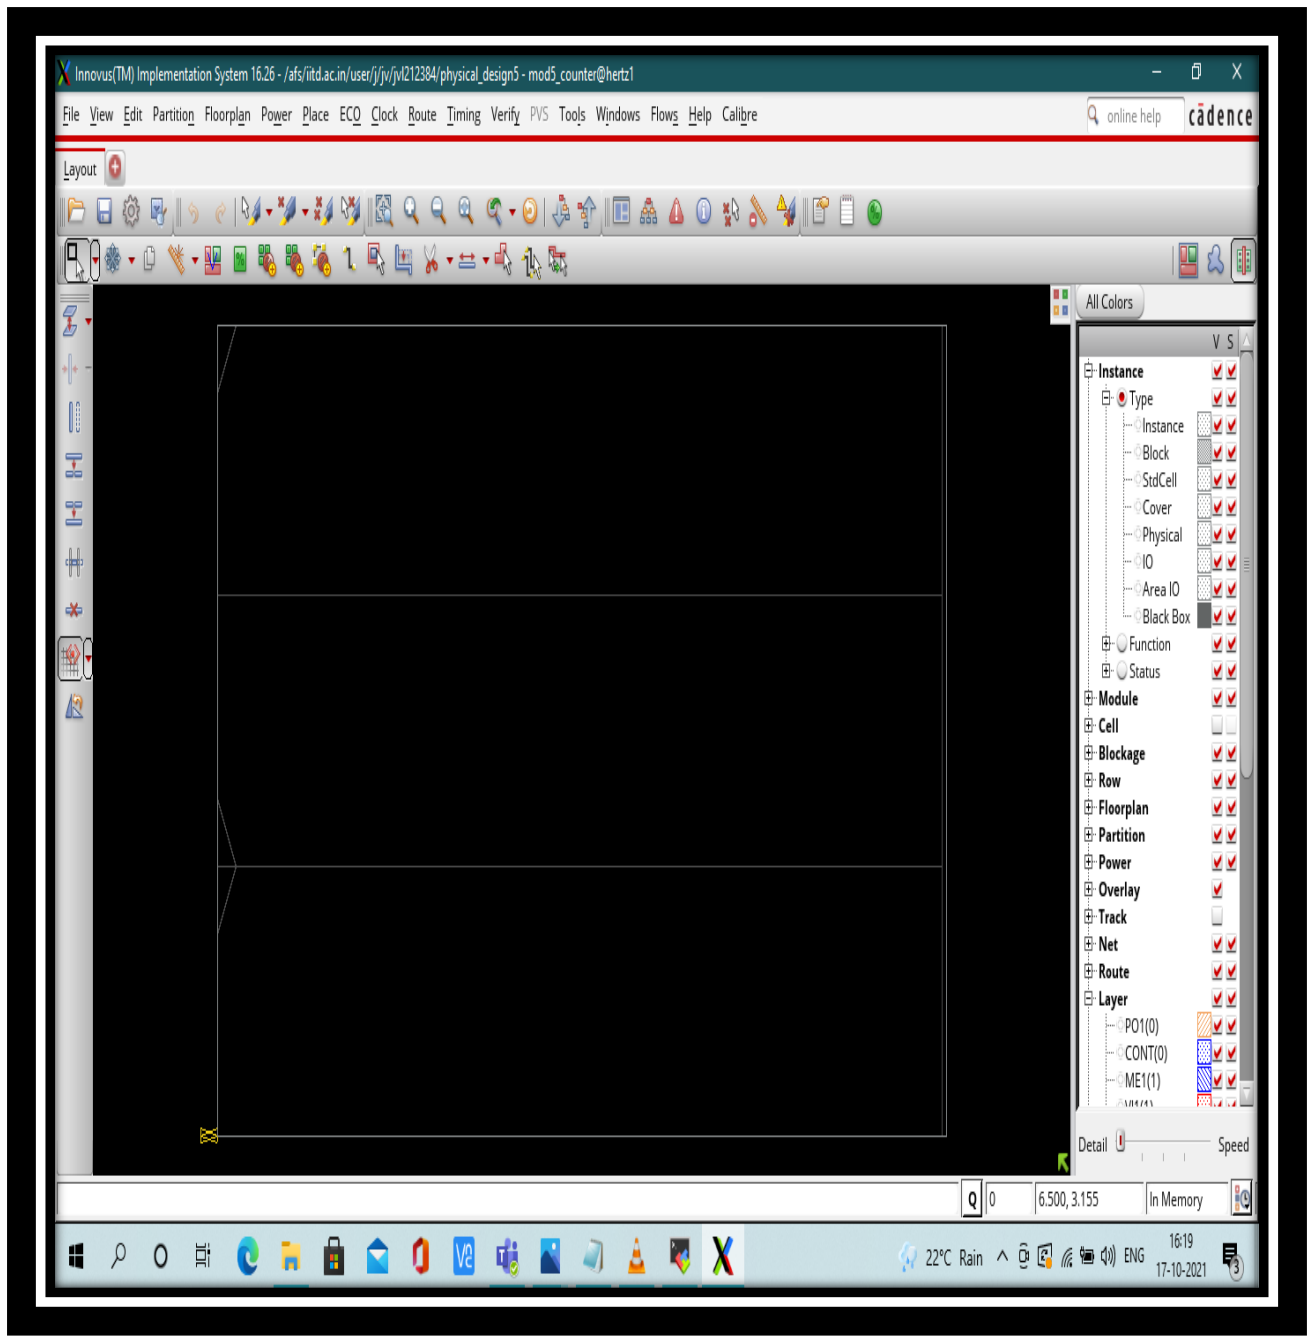 Innovus(TM) Implementation System 16.26 - /afs/iitd.ac.in/user/j/jv/jvl212384/physical_design5 - mod5_counter@hertz1
File View Edit Partition Floorplan Power Place ECO Clock Route Timing Verify PVS Tools Windows Flows Help Calibre
online help
cādence
Layout
All Colors
V S
Instance
Type
Instance
Block
StdCell
Cover
Physical
IO
Area IO
Black Box
Function
Status
Module
Cell
Blockage
Row
Floorplan
Partition
Power
Overlay
Track
Net
Route
Layer
PO1(0)
CONT(0)
ME1(1)
VI1(1)
Detail Speed
Q 0 6.500, 3.155 In Memory
22°C Rain ENG
16:19
17-10-2021
3